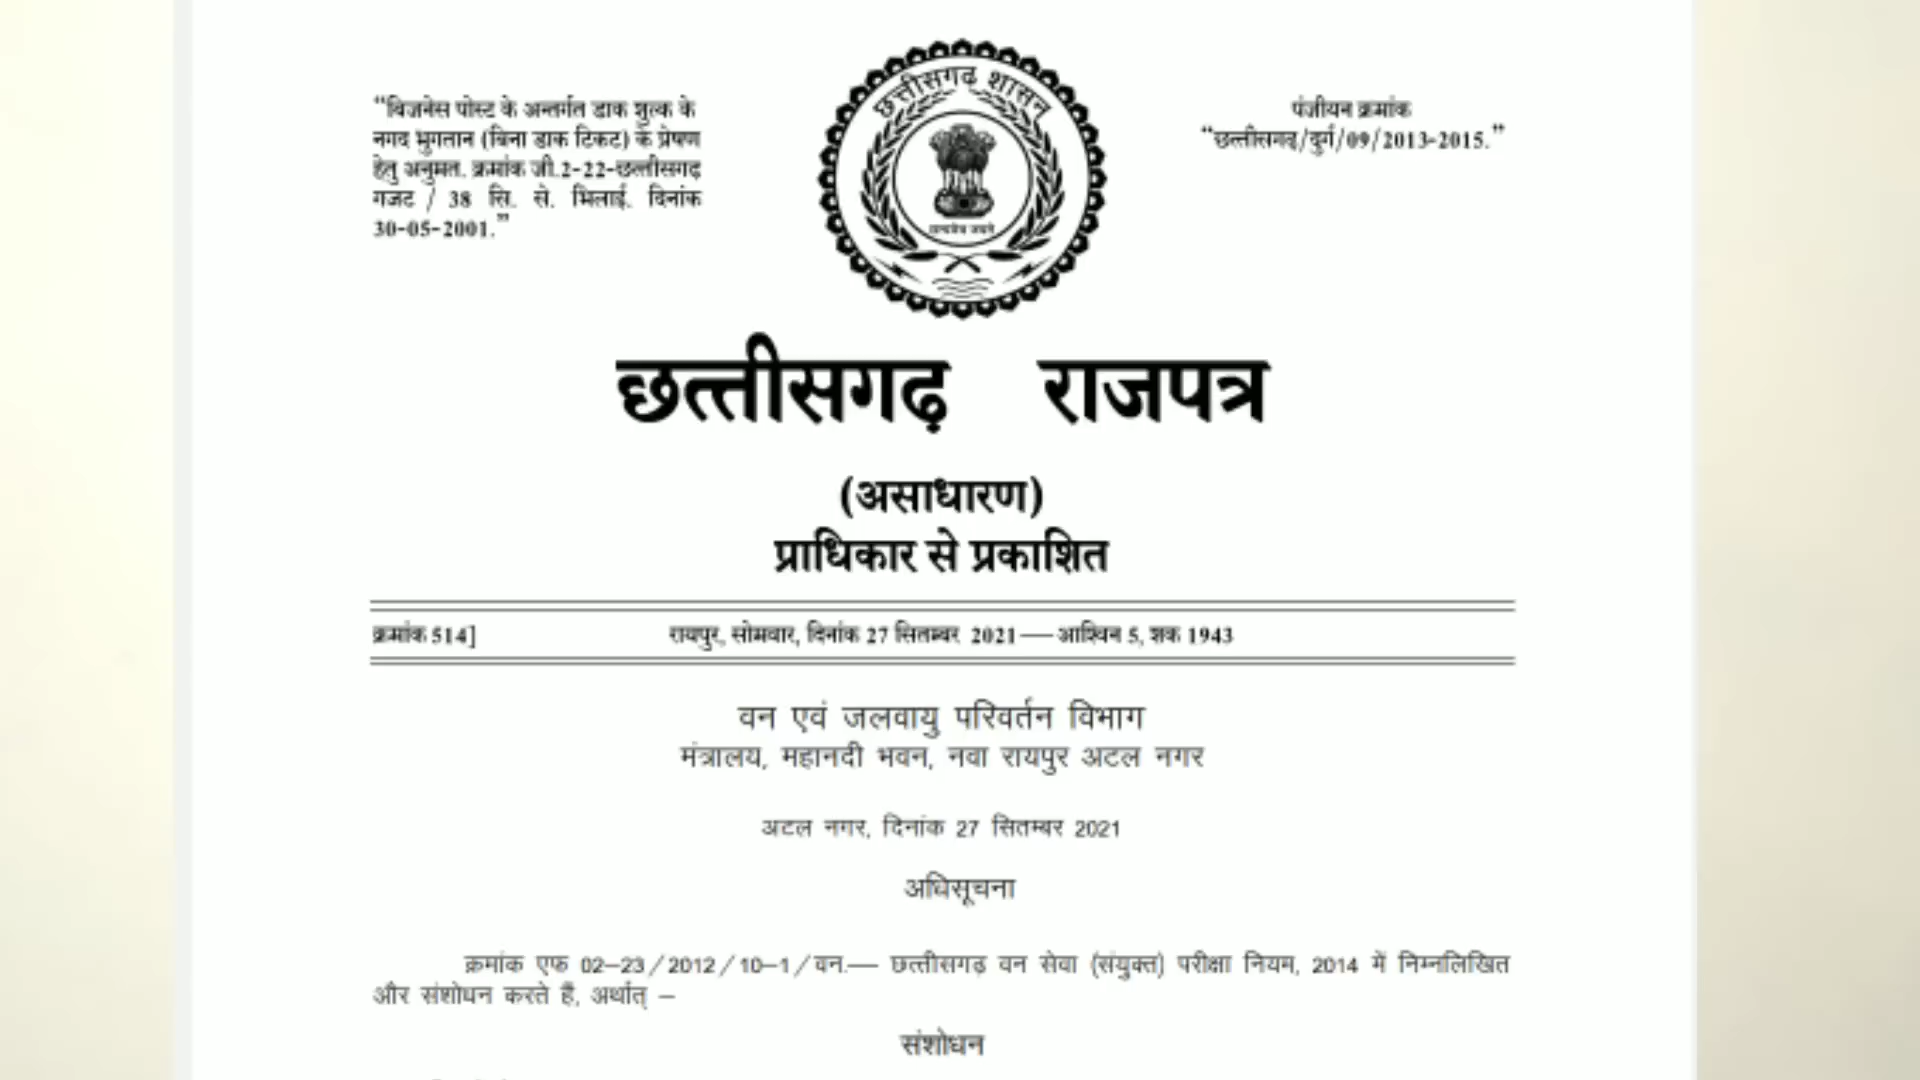 "बिजनेस पोस्ट के अन्तर्गत डाक शुल्क के
नगद भुगतान (बिना डाक टिकट) के प्रेषण
हेतु अनुमत. क्रमांक जी.2-22-छत्तीसगढ़
गजट / 38 सि. से. भिलाई. दिनांक
30-05-2001."
छत्तीसगढ़ शासन
सत्यमेव जयते
पंजीयन क्रमांक
"छत्तीसगढ़/दुर्ग/09/2013-2015."
छत्तीसगढ़ राजपत्र
(असाधारण)
प्राधिकार से प्रकाशित
क्रमांक 514]
रायपुर, सोमवार, दिनांक 27 सितम्बर 2021—आश्विन 5, शक 1943
वन एवं जलवायु परिवर्तन विभाग
मंत्रालय, महानदी भवन, नवा रायपुर अटल नगर
अटल नगर, दिनांक 27 सितम्बर 2021
अधिसूचना
क्रमांक एफ 02–23/2012/10–1/वन.— छत्तीसगढ़ वन सेवा (संयुक्त) परीक्षा नियम, 2014 में निम्नलिखित
और संशोधन करते हैं, अर्थात् –
संशोधन